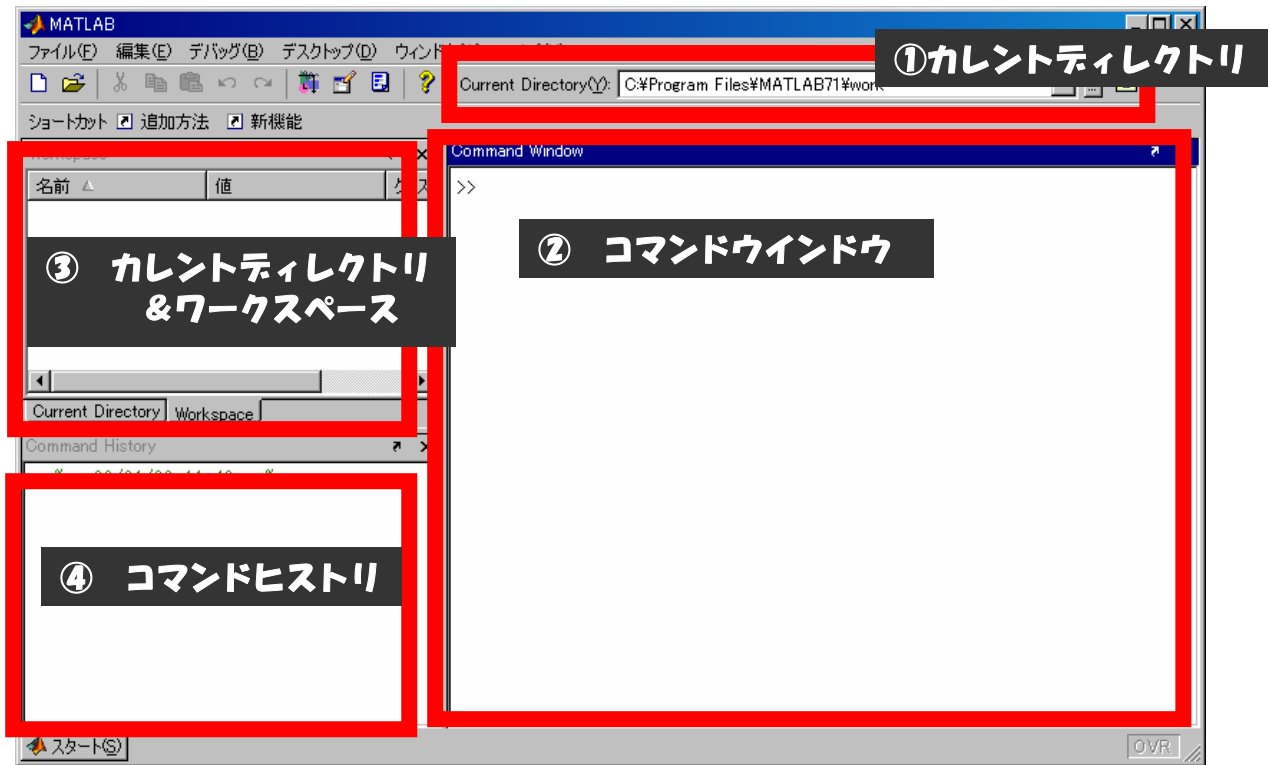 MATLAB
ファイル(F) 編集(E) デバッグ(B) デスクトップ(D)
①カレントディレクトリ
Current Directory(Y): C:¥Program Files¥MATLAB71¥work
ショートカット 追加方法 新機能
Workspace
Command Window
名前 値
>>
② コマンドウインドウ
③ カレントディレクトリ
&ワークスペース
Current Directory Workspace
Command History
④ コマンドヒストリ
スタート(S)
OVR